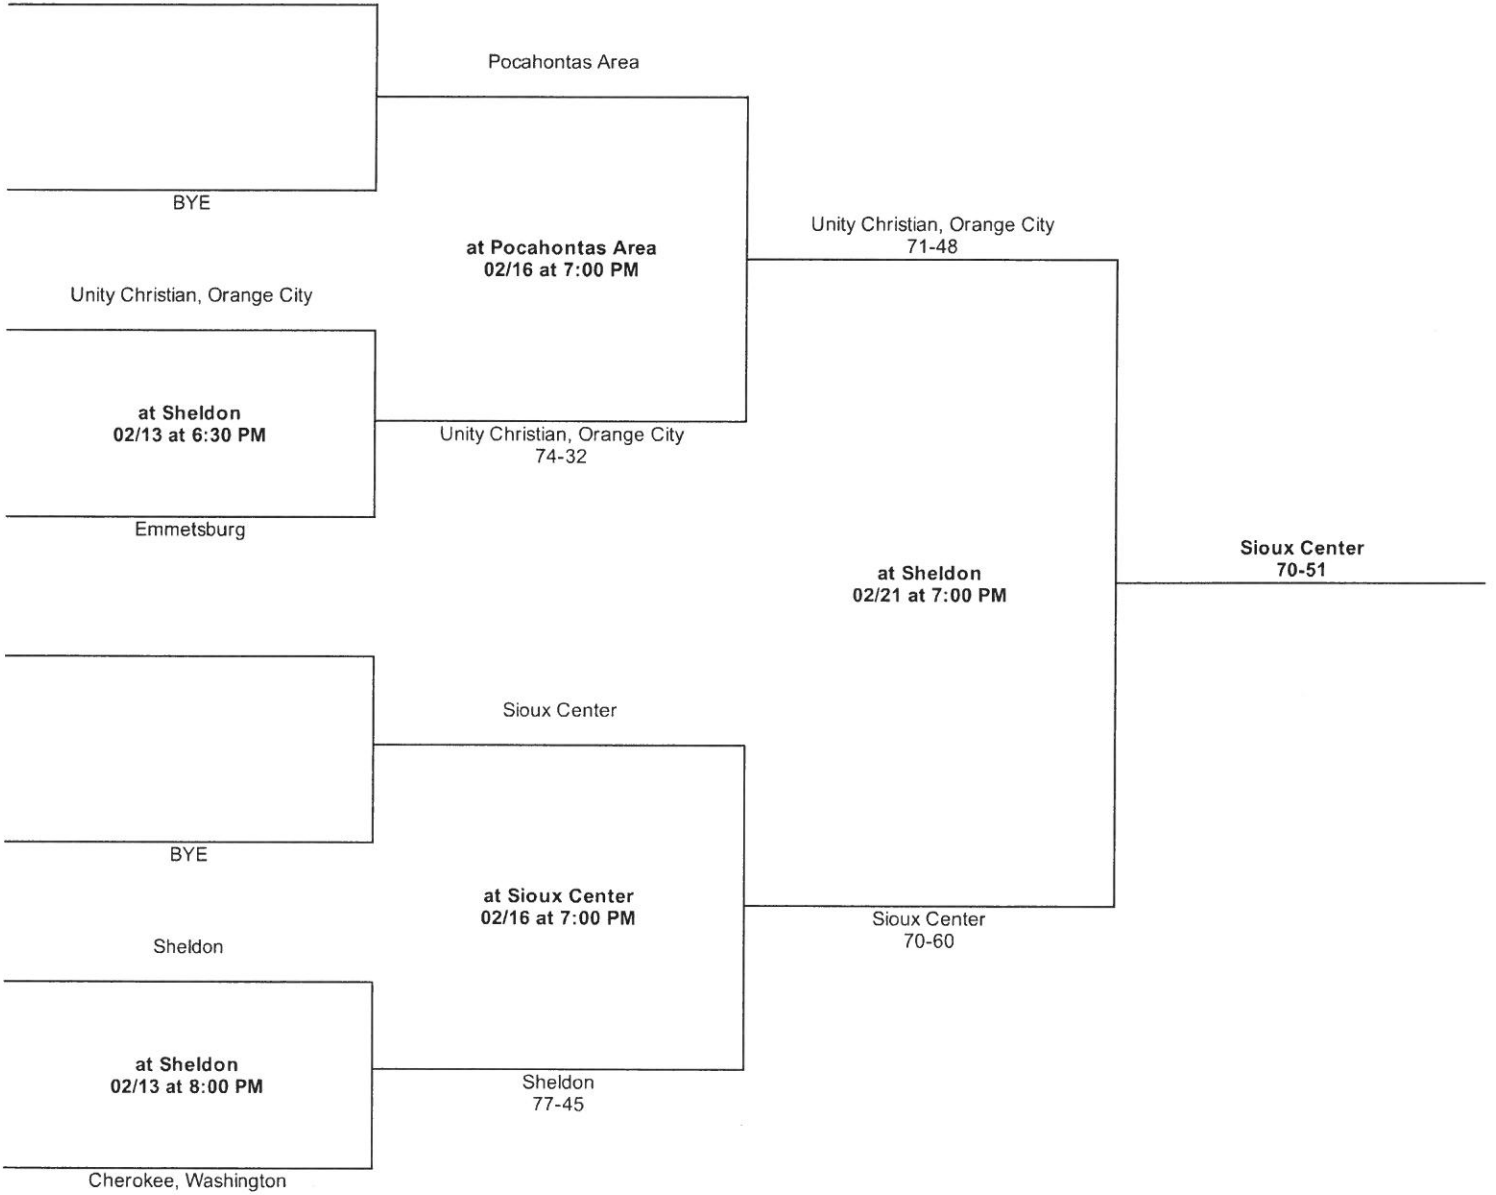 Pocahontas Area
BYE
at Pocahontas Area
02/16 at 7:00 PM
Unity Christian, Orange City
71-48
Unity Christian, Orange City
at Sheldon
02/13 at 6:30 PM
Unity Christian, Orange City
74-32
Emmetsburg
at Sheldon
02/21 at 7:00 PM
Sioux Center
70-51
Sioux Center
BYE
at Sioux Center
02/16 at 7:00 PM
Sioux Center
70-60
Sheldon
at Sheldon
02/13 at 8:00 PM
Sheldon
77-45
Cherokee, Washington